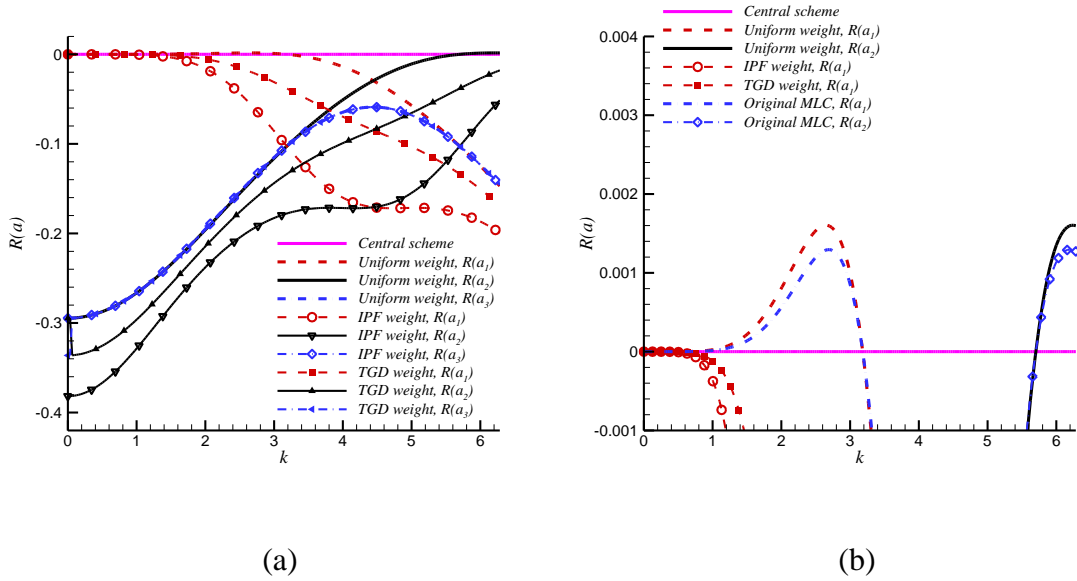 R(a)
0
-0.1
-0.2
-0.3
-0.4
0 1 2 3 4 5 6
k
Central scheme
Uniform weight, R(a₁)
Uniform weight, R(a₂)
Uniform weight, R(a₃)
IPF weight, R(a₁)
IPF weight, R(a₂)
IPF weight, R(a₃)
TGD weight, R(a₁)
TGD weight, R(a₂)
TGD weight, R(a₃)
(a)
Central scheme
Uniform weight, R(a₁)
Uniform weight, R(a₂)
IPF weight, R(a₁)
TGD weight, R(a₁)
Original MLC, R(a₁)
Original MLC, R(a₂)
R(a)
0.004
0.002
0.001
0
-0.001
0 1 2 3 4 5 6
k
(b)